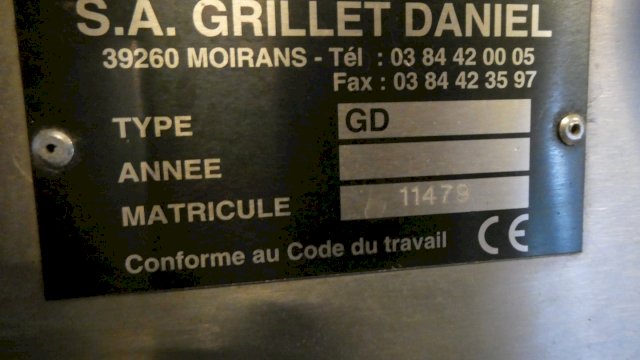 S.A. GRILLET DANIEL
39260 MOIRANS - Tél : 03 84 42 00 05
Fax : 03 84 42 35 97
TYPE GD
ANNEE
MATRICULE 11479
Conforme au Code du travail CE